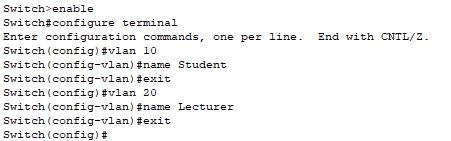 Switch>enable
Switch#configure terminal
Enter configuration commands, one per line.  End with CNTL/Z.
Switch(config)#vlan 10
Switch(config-vlan)#name Student
Switch(config-vlan)#exit
Switch(config)#vlan 20
Switch(config-vlan)#name Lecturer
Switch(config-vlan)#exit
Switch(config)#